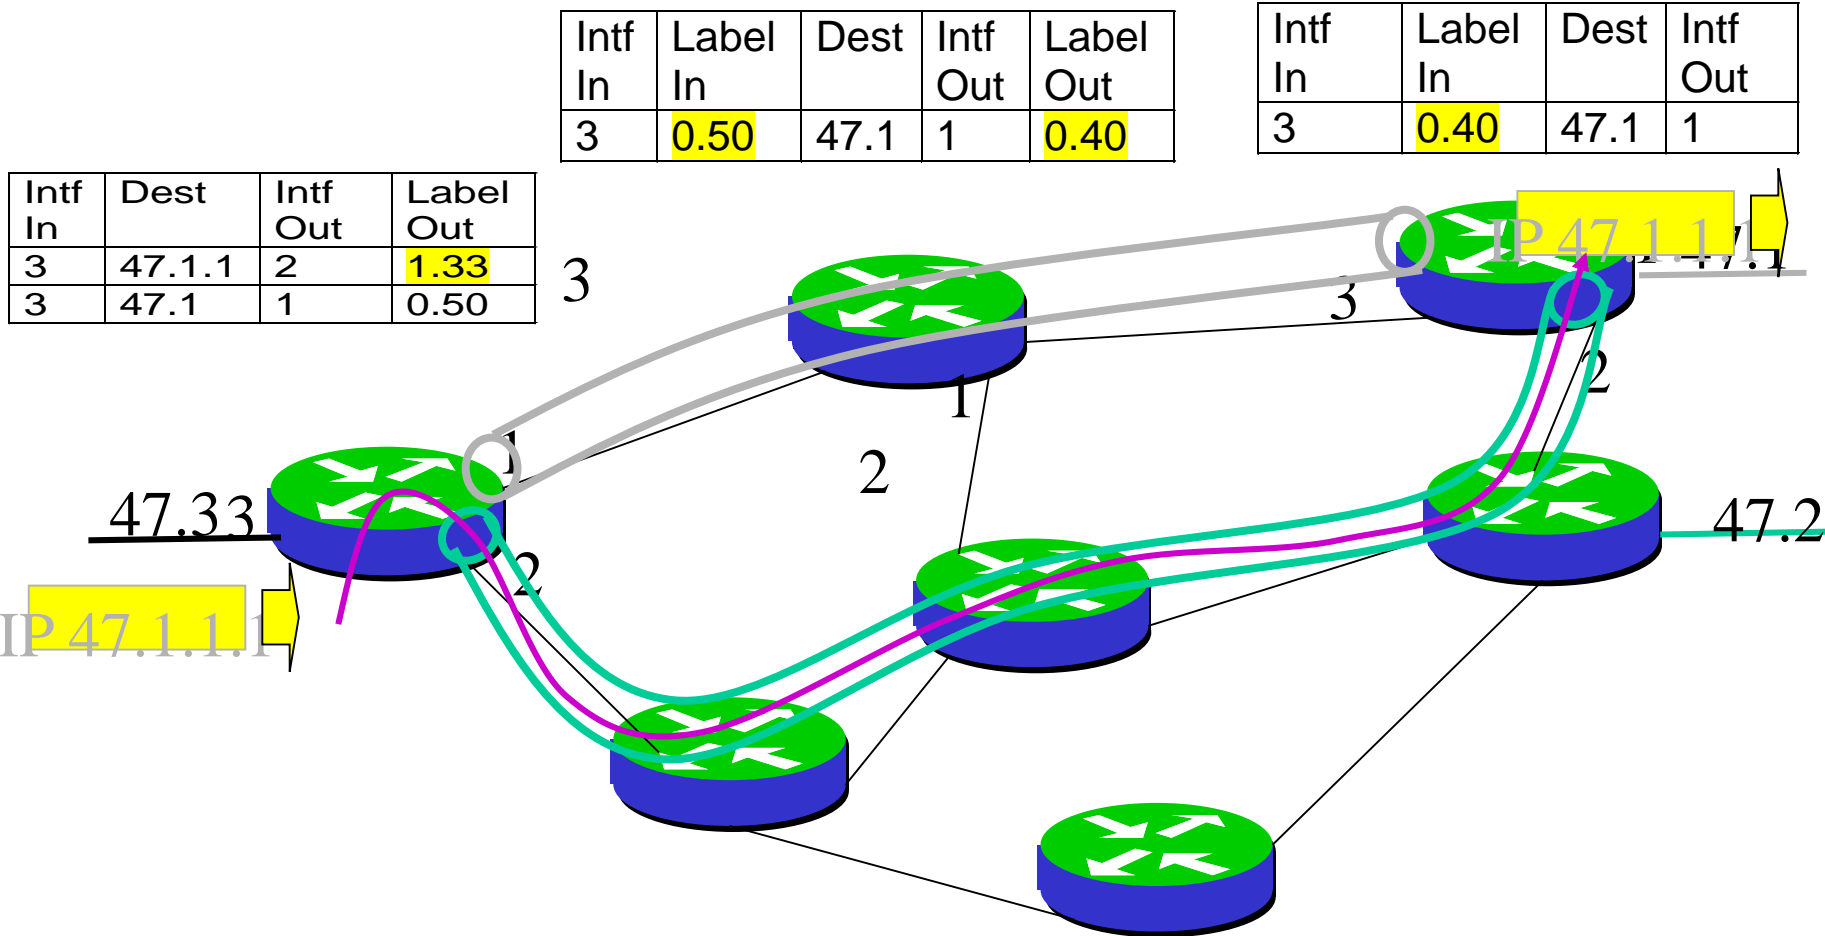 Intf In Label In Dest Intf Out Label Out
3 0.50 47.1 1 0.40
Intf In Label In Dest Intf Out
3 0.40 47.1 1
Intf In Dest Intf Out Label Out
3 47.1.1 2 1.33
3 47.1 1 0.50
IP 47.1.1.1
47.1
3
3
1
2
1
2
47.33
47.2
2
IP 47.1.1.1